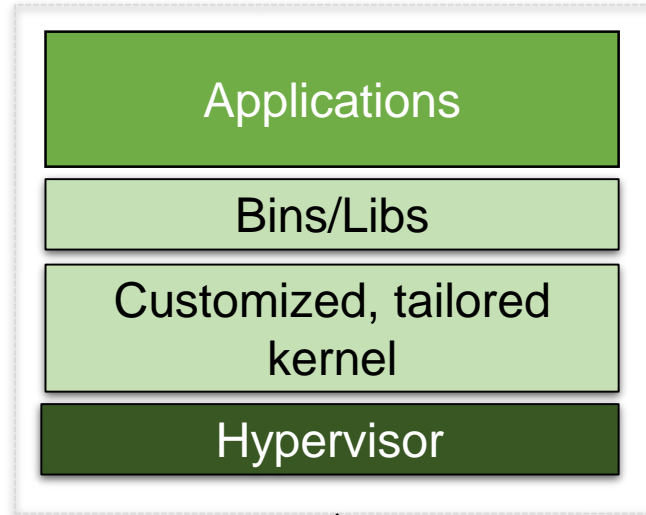 Applications
Bins/Libs
Customized, tailored
kernel
Hypervisor